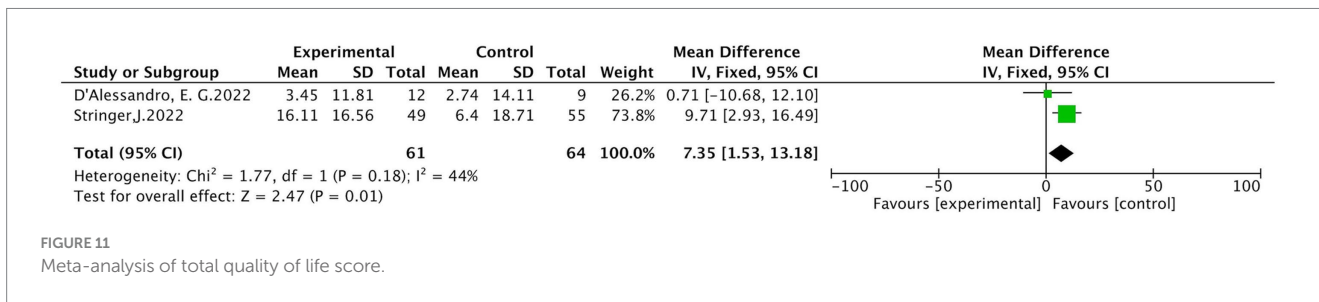 Experimental Control Mean Difference Mean Difference
Study or Subgroup Mean SD Total Mean SD Total Weight IV, Fixed, 95% CI IV, Fixed, 95% CI
D'Alessandro, E. G.2022 3.45 11.81 12 2.74 14.11 9 26.2% 0.71 [-10.68, 12.10]
Stringer,J.2022 16.11 16.56 49 6.4 18.71 55 73.8% 9.71 [2.93, 16.49]
Total (95% CI) 61 64 100.0% 7.35 [1.53, 13.18]
Heterogeneity: Chi² = 1.77, df = 1 (P = 0.18); I² = 44%
Test for overall effect: Z = 2.47 (P = 0.01)
-100 -50 0 50 100
Favours [experimental] Favours [control]
FIGURE 11
Meta-analysis of total quality of life score.